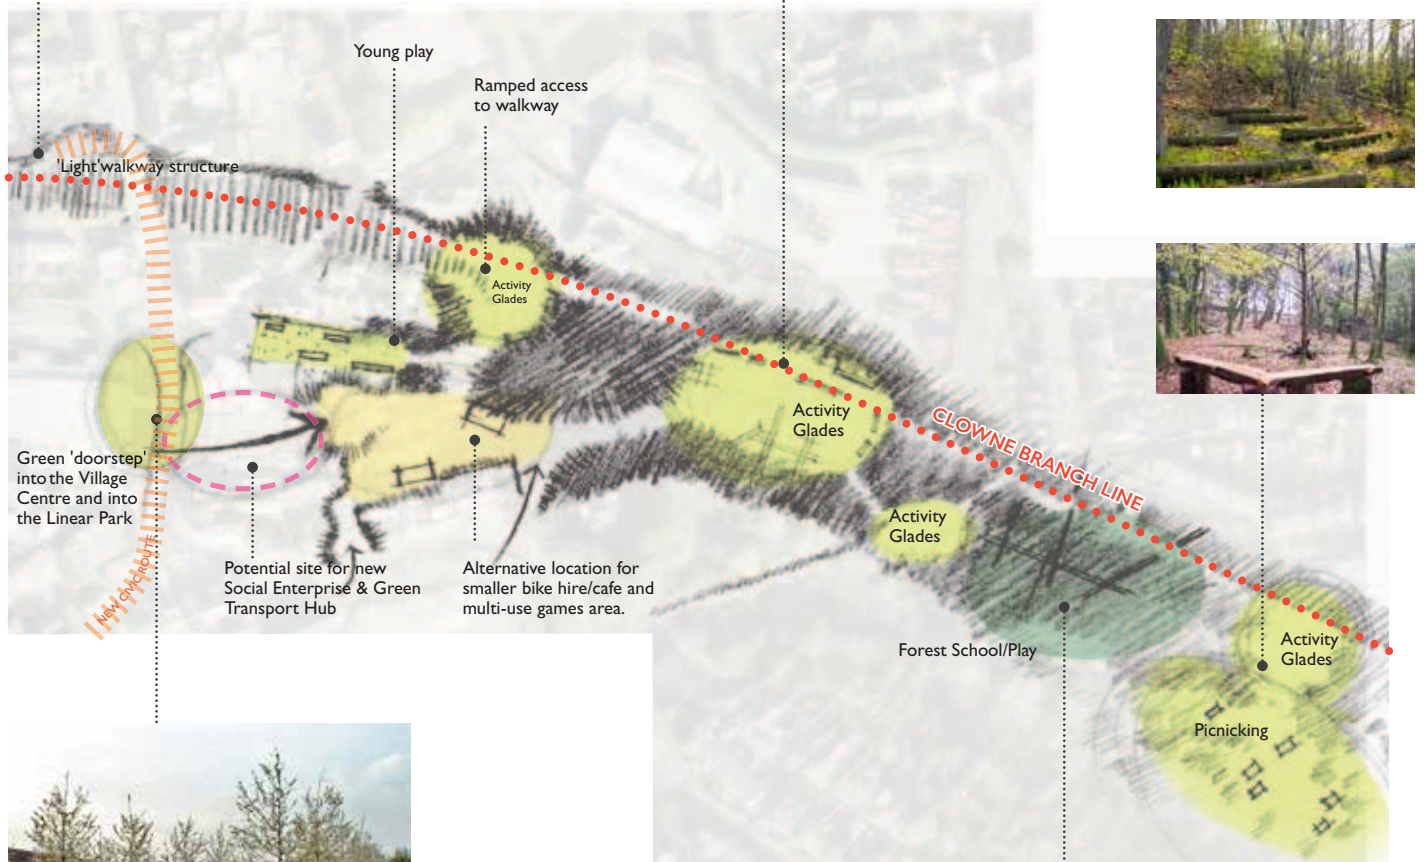 Young play
Ramped access
to walkway
'Light'walkway structure
Activity
Glades
Activity
Glades
CLOWNE BRANCH LINE
Green 'doorstep'
into the Village
Centre and into
the Linear Park
Activity
Glades
NEW CIVIC ROUTE
Potential site for new
Social Enterprise & Green
Transport Hub
Alternative location for
smaller bike hire/cafe and
multi-use games area.
Forest School/Play
Activity
Glades
Picnicking